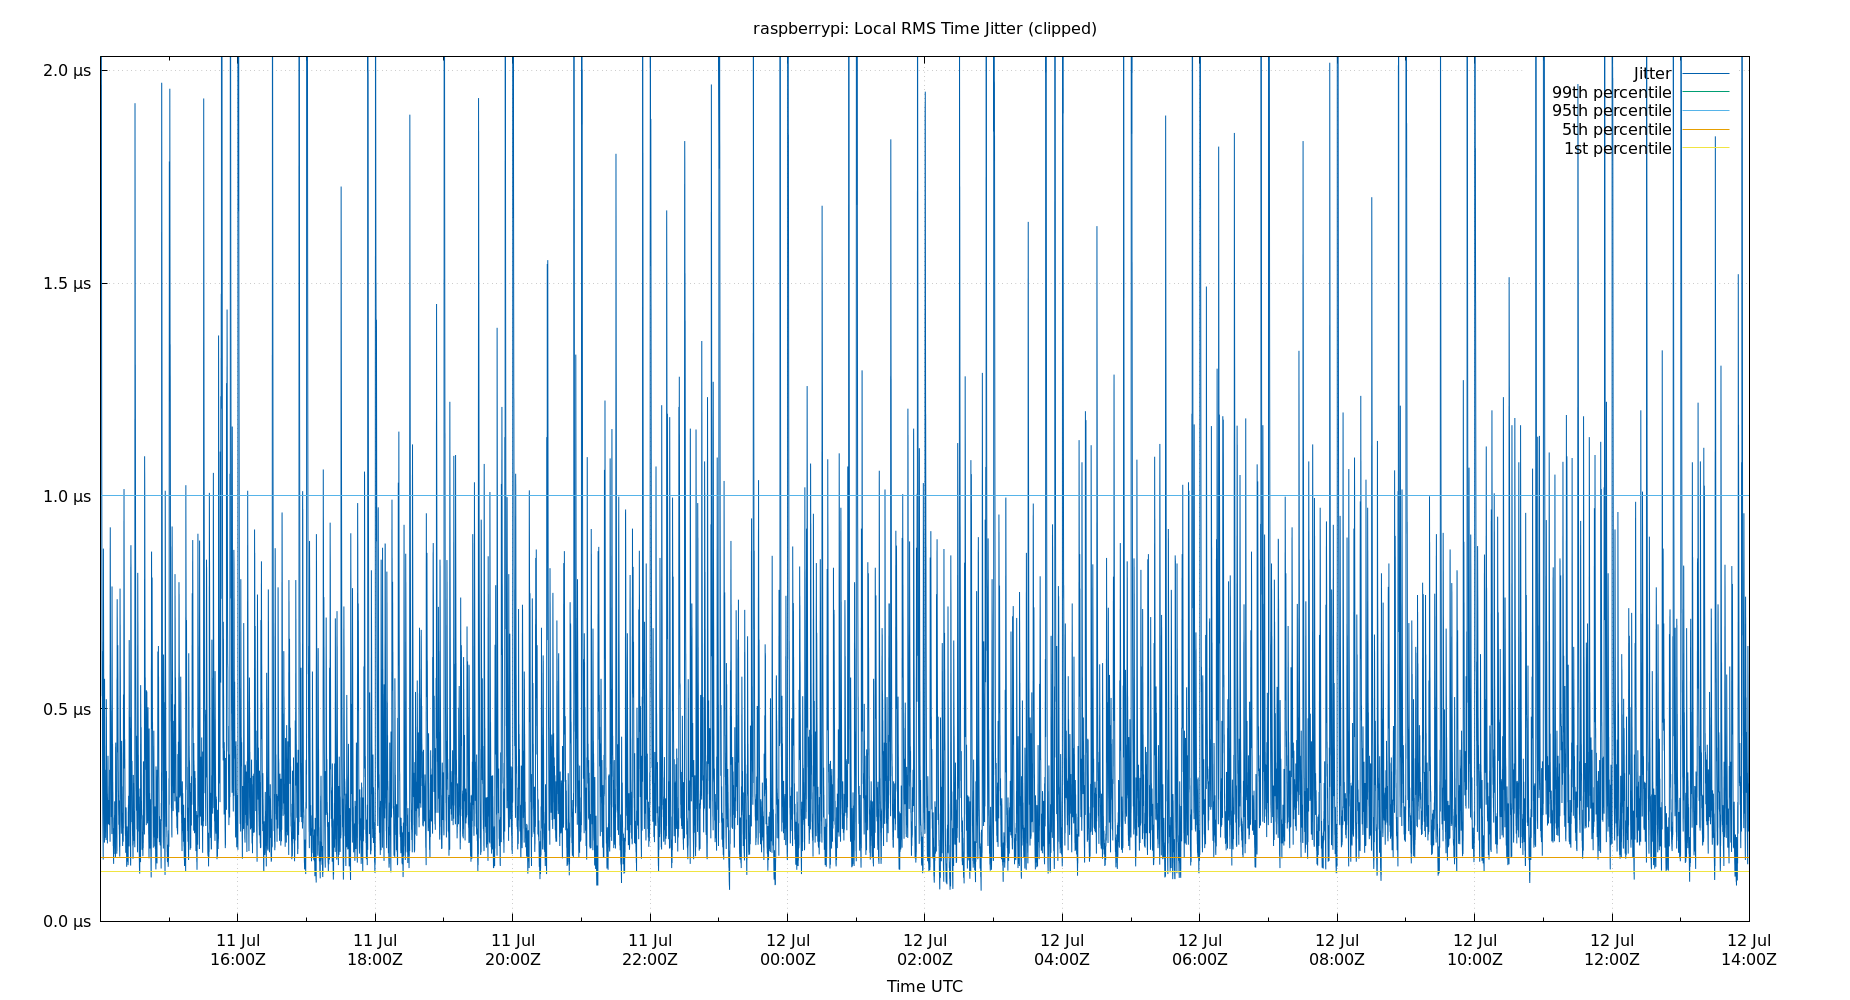 raspberrypi: Local RMS Time Jitter (clipped)
2.0 µs
1.5 µs
1.0 µs
0.5 µs
0.0 µs
Jitter
99th percentile
95th percentile
5th percentile
1st percentile
11 Jul 11 Jul 11 Jul 11 Jul 12 Jul 12 Jul 12 Jul 12 Jul 12 Jul 12 Jul 12 Jul 12 Jul
16:00Z 18:00Z 20:00Z 22:00Z 00:00Z 02:00Z 04:00Z 06:00Z 08:00Z 10:00Z 12:00Z 14:00Z
Time UTC